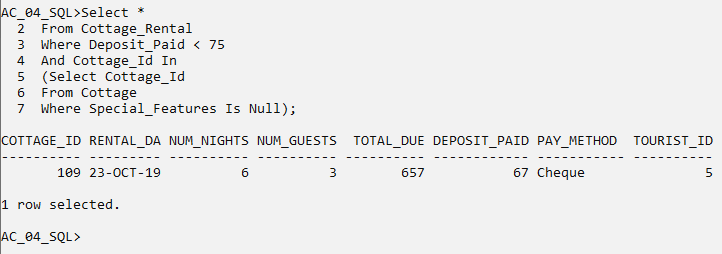 AC_04_SQL>Select *
  2  From Cottage_Rental
  3  Where Deposit_Paid < 75
  4  And Cottage_Id In
  5  (Select Cottage_Id
  6  From Cottage
  7  Where Special_Features Is Null);
COTTAGE_ID RENTAL_DA NUM_NIGHTS NUM_GUESTS  TOTAL_DUE DEPOSIT_PAID PAY_METHOD TOURIST_ID
---------- --------- ---------- ---------- ---------- ------------ ---------- ----------
       109 23-OCT-19          6          3        657           67 Cheque              5
1 row selected.
AC_04_SQL>